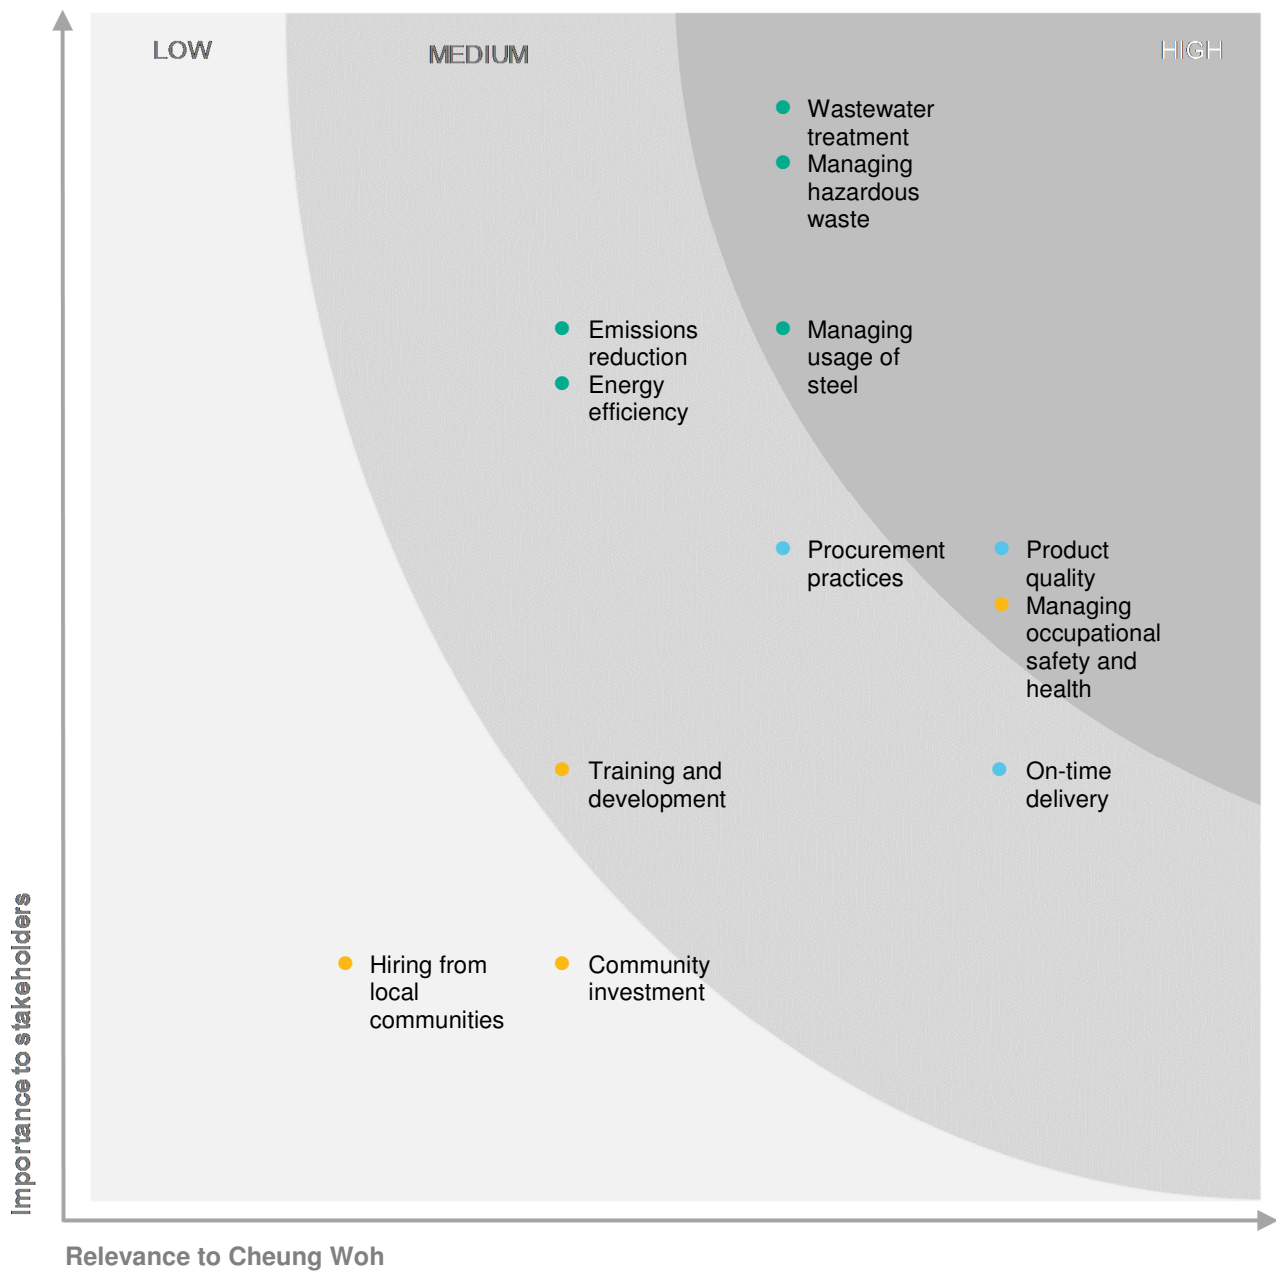 LOW
MEDIUM
HIGH
Wastewater
treatment
Managing
hazardous
waste
Emissions
reduction
Energy
efficiency
Managing
usage of
steel
Procurement
practices
Product
quality
Managing
occupational
safety and
health
Training and
development
On-time
delivery
Hiring from
local
communities
Community
investment
Importance to stakeholders
Relevance to Cheung Woh